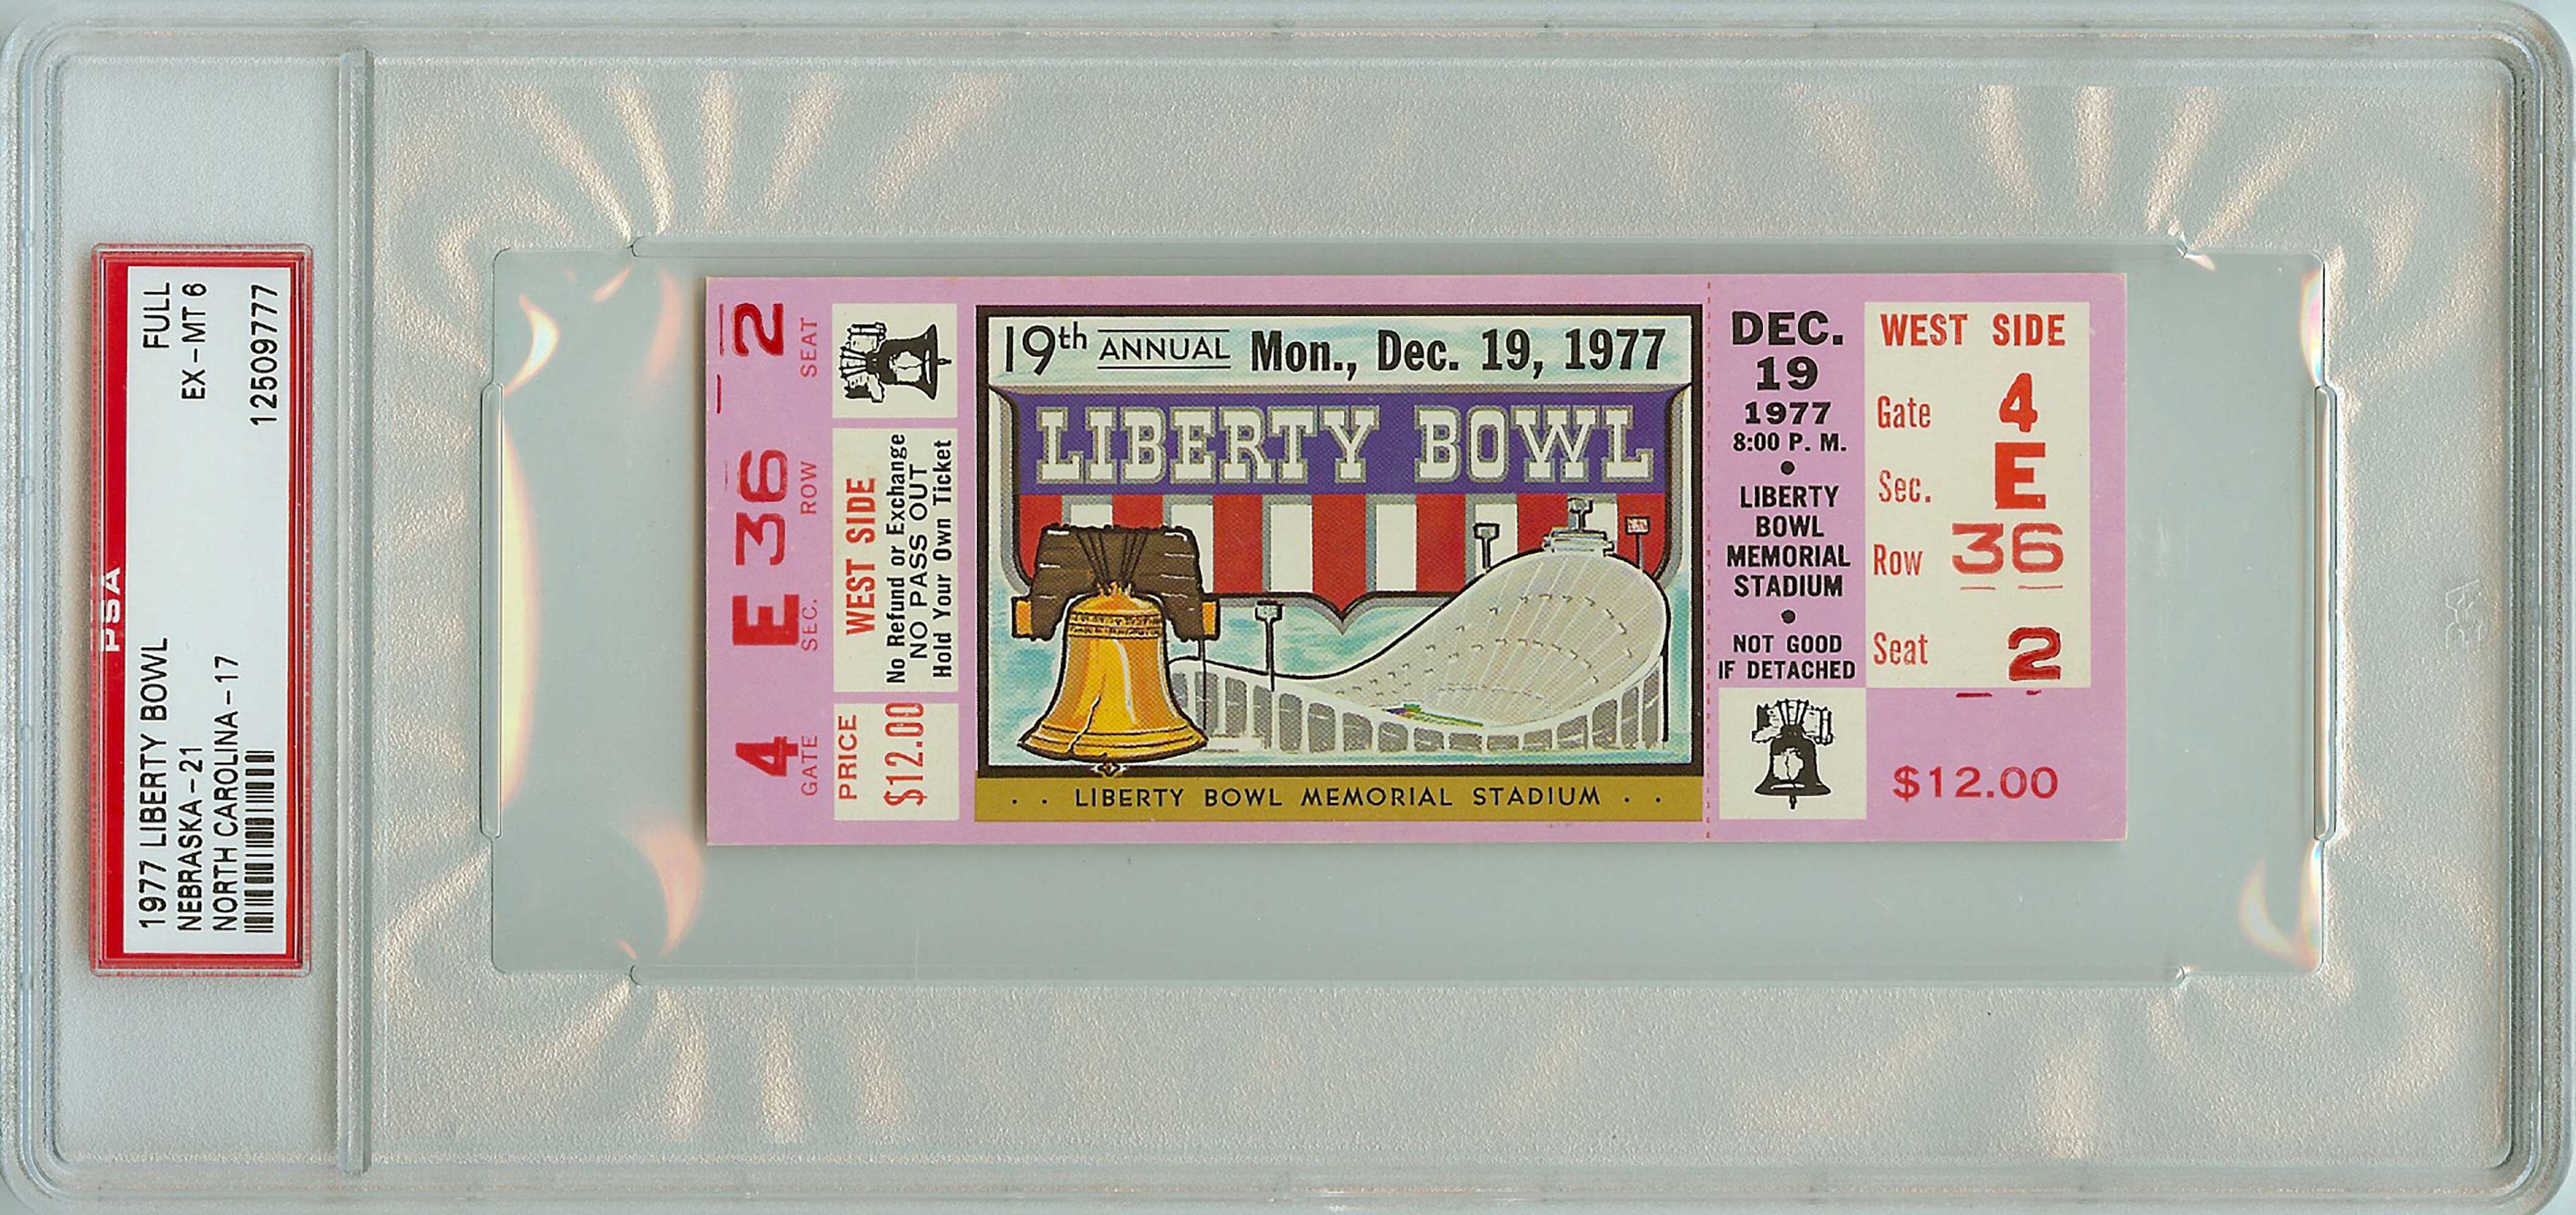 PSA
1977 LIBERTY BOWL FULL
NEBRASKA-21 EX-MT 6
NORTH CAROLINA-17
12509777
4 E 36 2
GATE SEC. ROW SEAT
PRICE
$12.00
WEST SIDE
No Refund or Exchange
NO PASS OUT
Hold Your Own Ticket
19th ANNUAL Mon., Dec. 19, 1977
LIBERTY BOWL
. . LIBERTY BOWL MEMORIAL STADIUM . .
DEC.
19
1977
8:00 P. M.
•
LIBERTY
BOWL
MEMORIAL
STADIUM
•
NOT GOOD
IF DETACHED
WEST SIDE
Gate 4
Sec. E
Row 36
Seat 2
$12.00